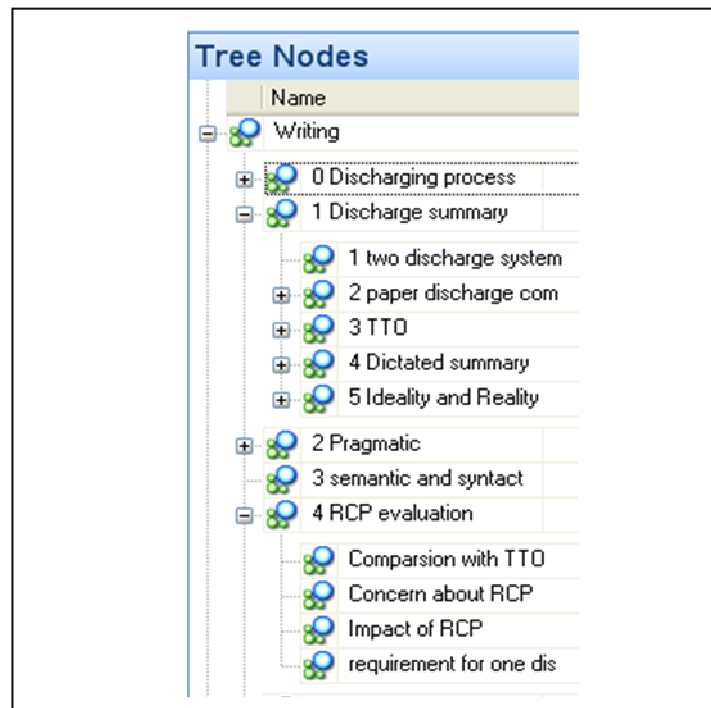 Tree Nodes
Name
Writing
0 Discharging process
1 Discharge summary
1 two discharge system
2 paper discharge com
3 TTO
4 Dictated summary
5 Ideality and Reality
2 Pragmatic
3 semantic and syntact
4 RCP evaluation
Comparsion with TTO
Concern about RCP
Impact of RCP
requirement for one dis